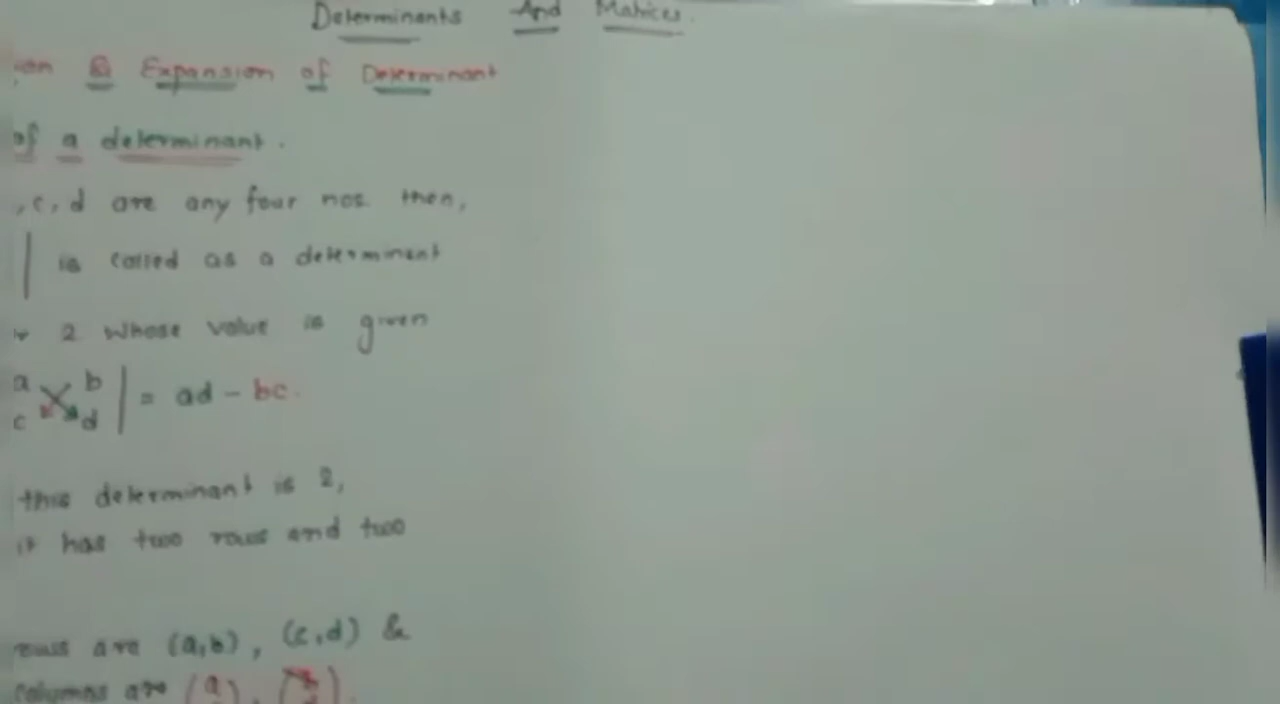 Determinants And Matrices.
ion & Expansion of Determinant
of a determinant.
, c, d are any four nos. then,
| is called as a determinant
2 whose value is given
a b | = ad - bc.
c d
this determinant is 2,
it has two rows and two
rows are (a,b), (c,d) &
columns are (a